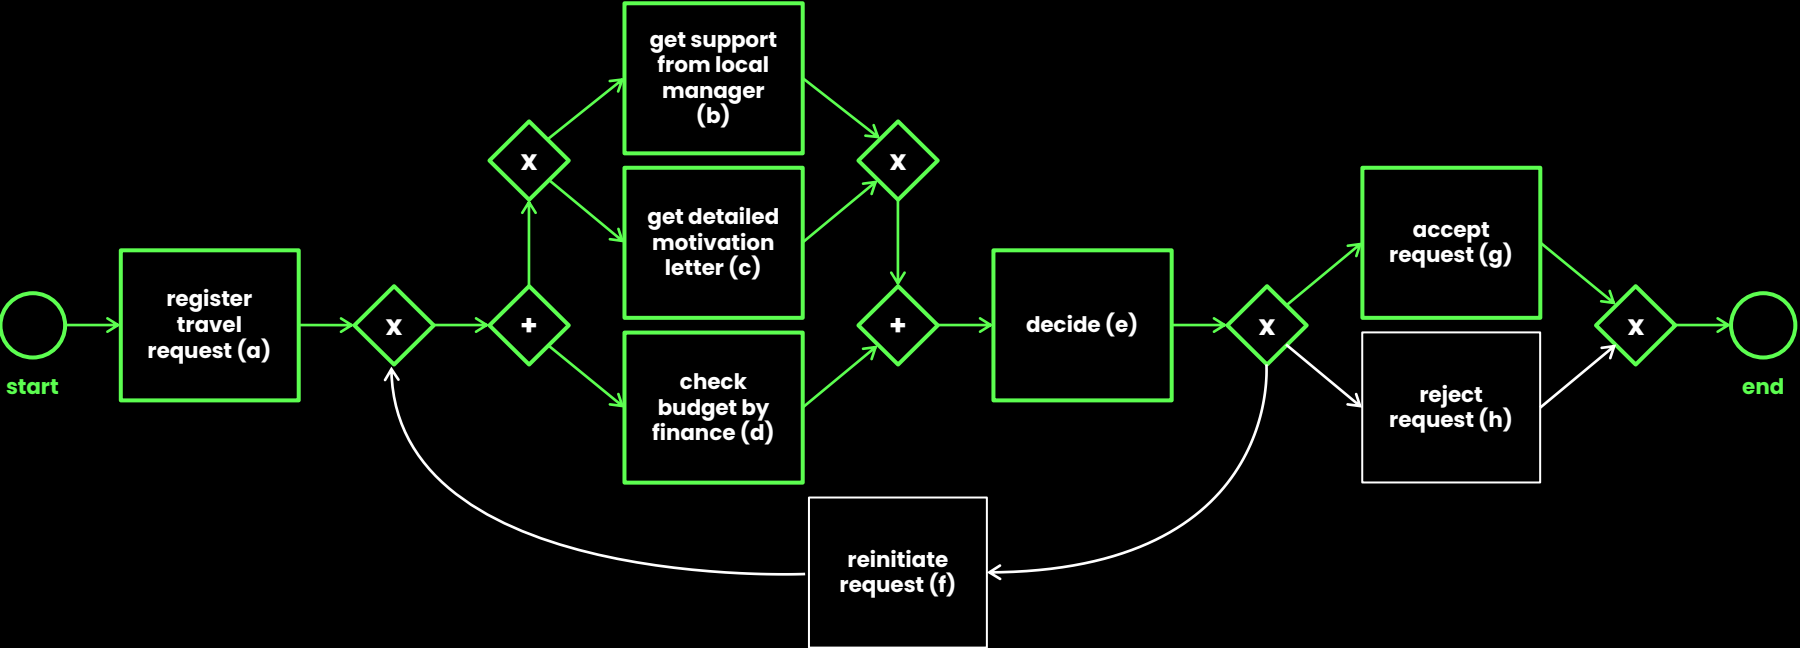 get support
from local
manager
(b)
x
x
get detailed
motivation
letter (c)
accept
request (g)
register
travel
request (a)
x
+
+
decide (e)
x
x
start
check
budget by
finance (d)
reject
request (h)
end
reinitiate
request (f)